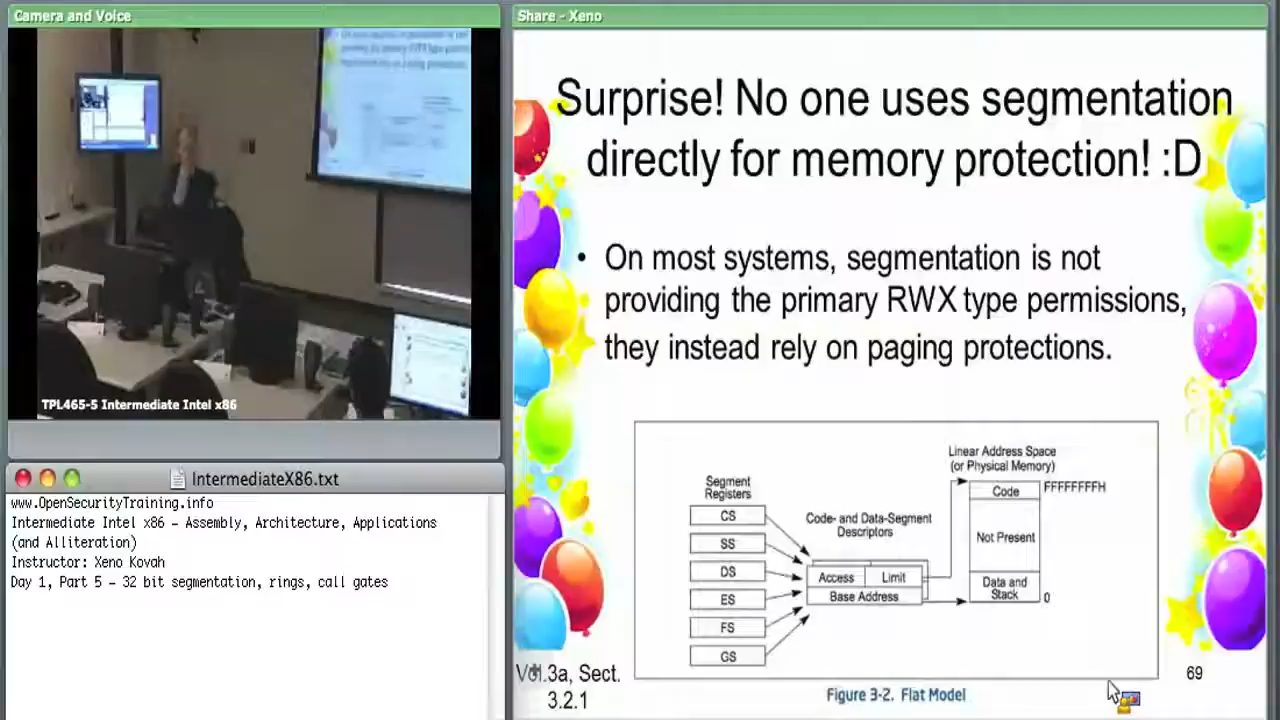 Camera and Voice
TPL465-5 Intermediate Intel x86
IntermediateX86.txt
www.OpenSecurityTraining.info
Intermediate Intel x86 – Assembly, Architecture, Applications
(and Alliteration)
Instructor: Xeno Kovah
Day 1, Part 5 – 32 bit sementation, rings, call gates
Share - Xeno
Surprise! No one uses segmentation
directly for memory protection! :D
• On most systems, segmentation is not
providing the primary RWX type permissions,
they instead rely on paging protections.
Segment
Registers
CS
SS
DS
ES
FS
GS
Code- and Data-Segment
Descriptors
Access
Limit
Base Address
Linear Address Space
(or Physical Memory)
Code
FFFFFFFFH
Not Present
Data and
Stack
0
Figure 3-2. Flat Model
Vol.3a, Sect.
3.2.1
69